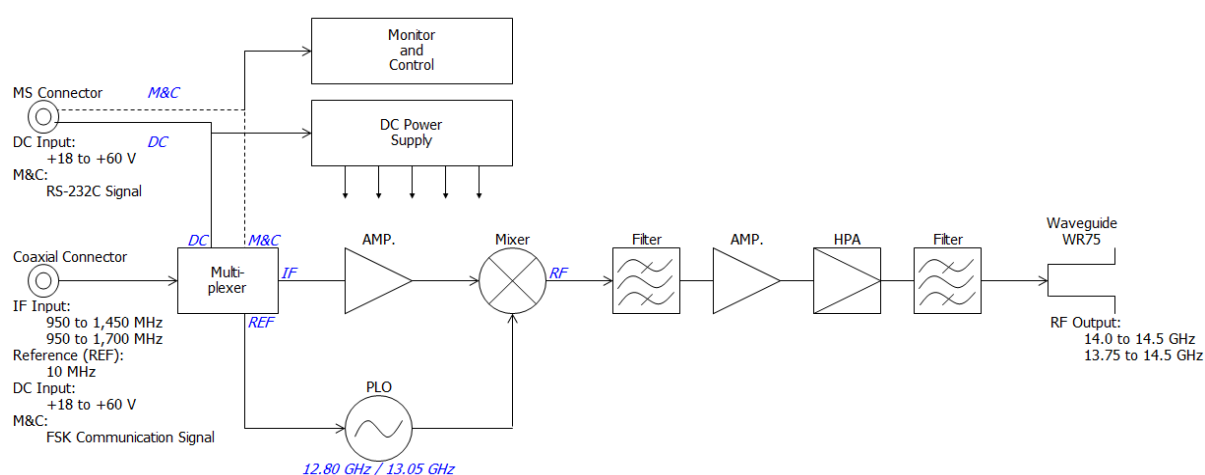 Monitor
and
Control
MS Connector
M&C
DC Input:
DC
+18 to +60 V
M&C:
RS-232C Signal
DC Power
Supply
DC
M&C
Coaxial Connector
Multi-
plexer
IF
REF
AMP.
Mixer
RF
Filter
AMP.
HPA
Filter
Waveguide
WR75
IF Input:
950 to 1,450 MHz
950 to 1,700 MHz
Reference (REF):
10 MHz
DC Input:
+18 to +60 V
M&C:
FSK Communication Signal
PLO
12.80 GHz / 13.05 GHz
RF Output:
14.0 to 14.5 GHz
13.75 to 14.5 GHz